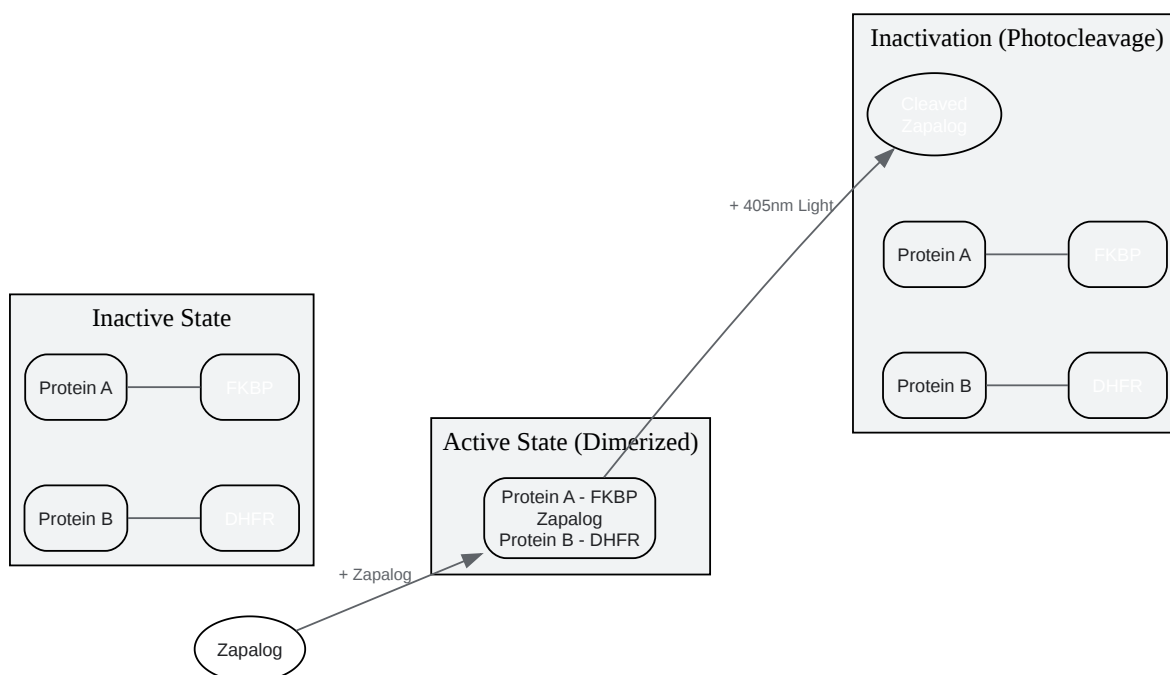 Inactivation (Photocleavage)
Cleaved
Zapalog
+ 405nm Light
Protein A
FKBP
Protein B
DHFR
Inactive State
Protein A
FKBP
Protein B
DHFR
Active State (Dimerized)
Protein A - FKBP
Zapalog
Protein B - DHFR
+ Zapalog
Zapalog